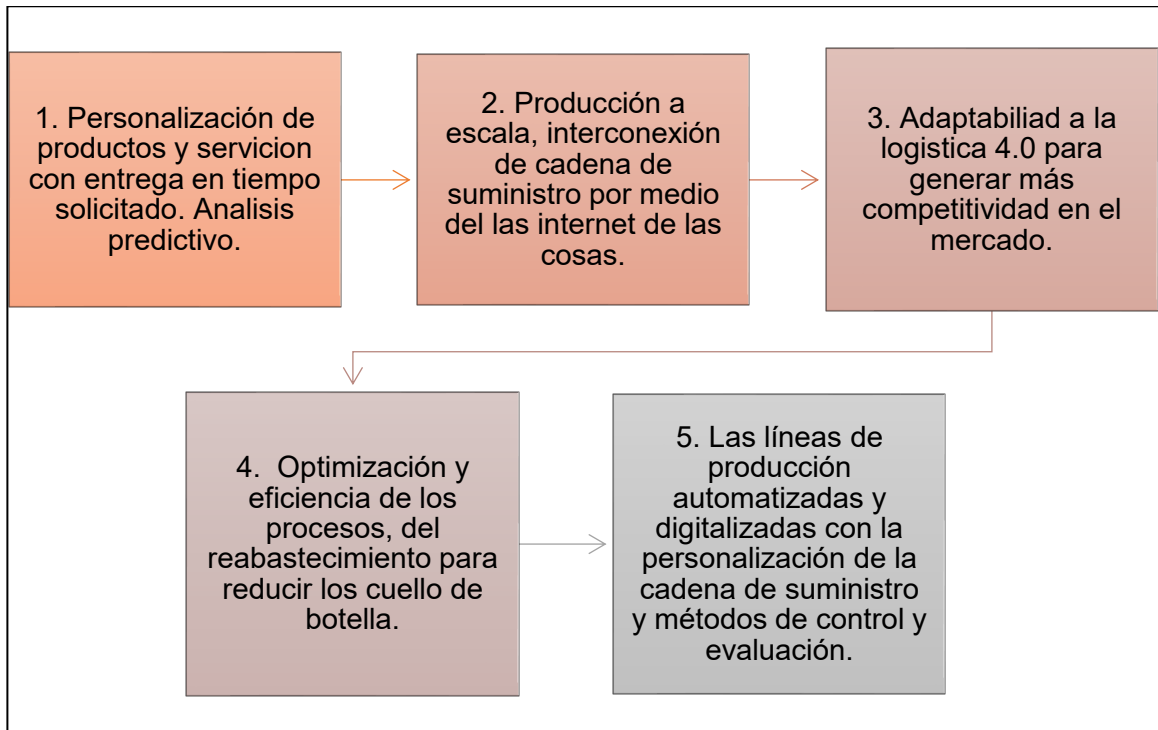 1. Personalización de
productos y servicion
con entrega en tiempo
solicitado. Analisis
predictivo.
2. Producción a
escala, interconexión
de cadena de
suministro por medio
del las internet de las
cosas.
3. Adaptabiliad a la
logistica 4.0 para
generar más
competitividad en el
mercado.
4. Optimización y
eficiencia de los
procesos, del
reabastecimiento para
reducir los cuello de
botella.
5. Las líneas de
producción
automatizadas y
digitalizadas con la
personalización de la
cadena de suministro
y métodos de control y
evaluación.